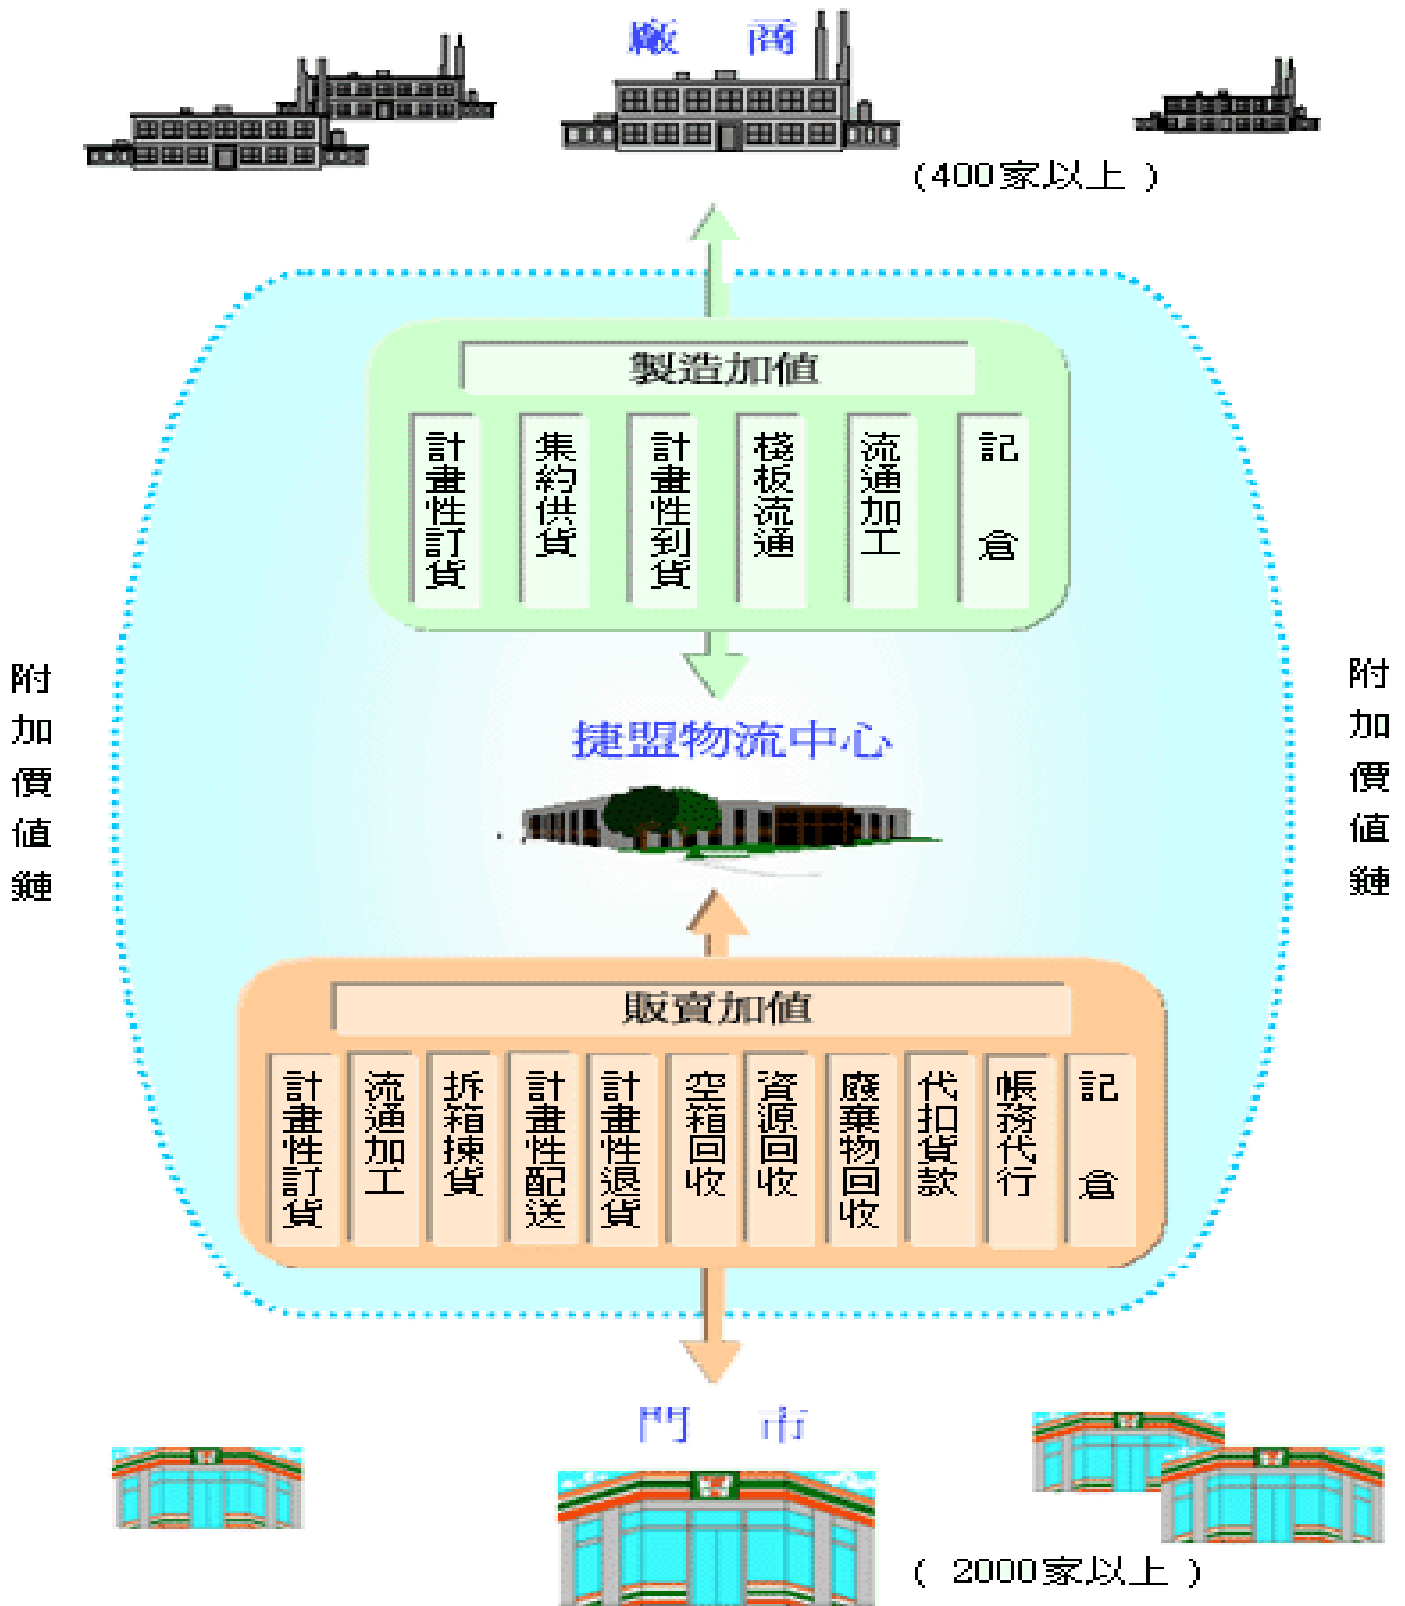 廠 商
(400家以上 )
製造加值
計畫性訂貨
集約供貨
計畫性到貨
棧板流通
流通加工
記 倉
附加價值鏈
附加價值鏈
捷盟物流中心
販賣加值
計畫性訂貨
流通加工
拆箱揀貨
計畫性配送
計畫性退貨
空箱回收
資源回收
廢棄物回收
代扣貨款
帳務代行
記 倉
門 市
( 2000家以上 )